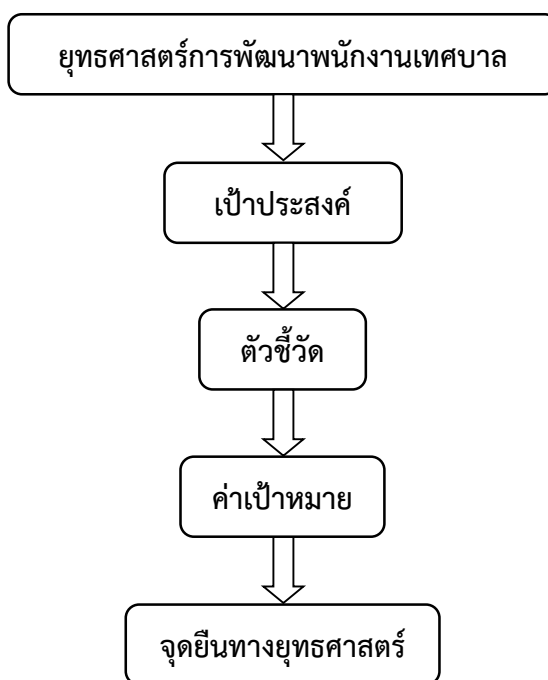 ยุทธศาสตร์การพัฒนาพนักงานเทศบาล
เป้าประสงค์
ตัวชี้วัด
ค่าเป้าหมาย
จุดยืนทางยุทธศาสตร์